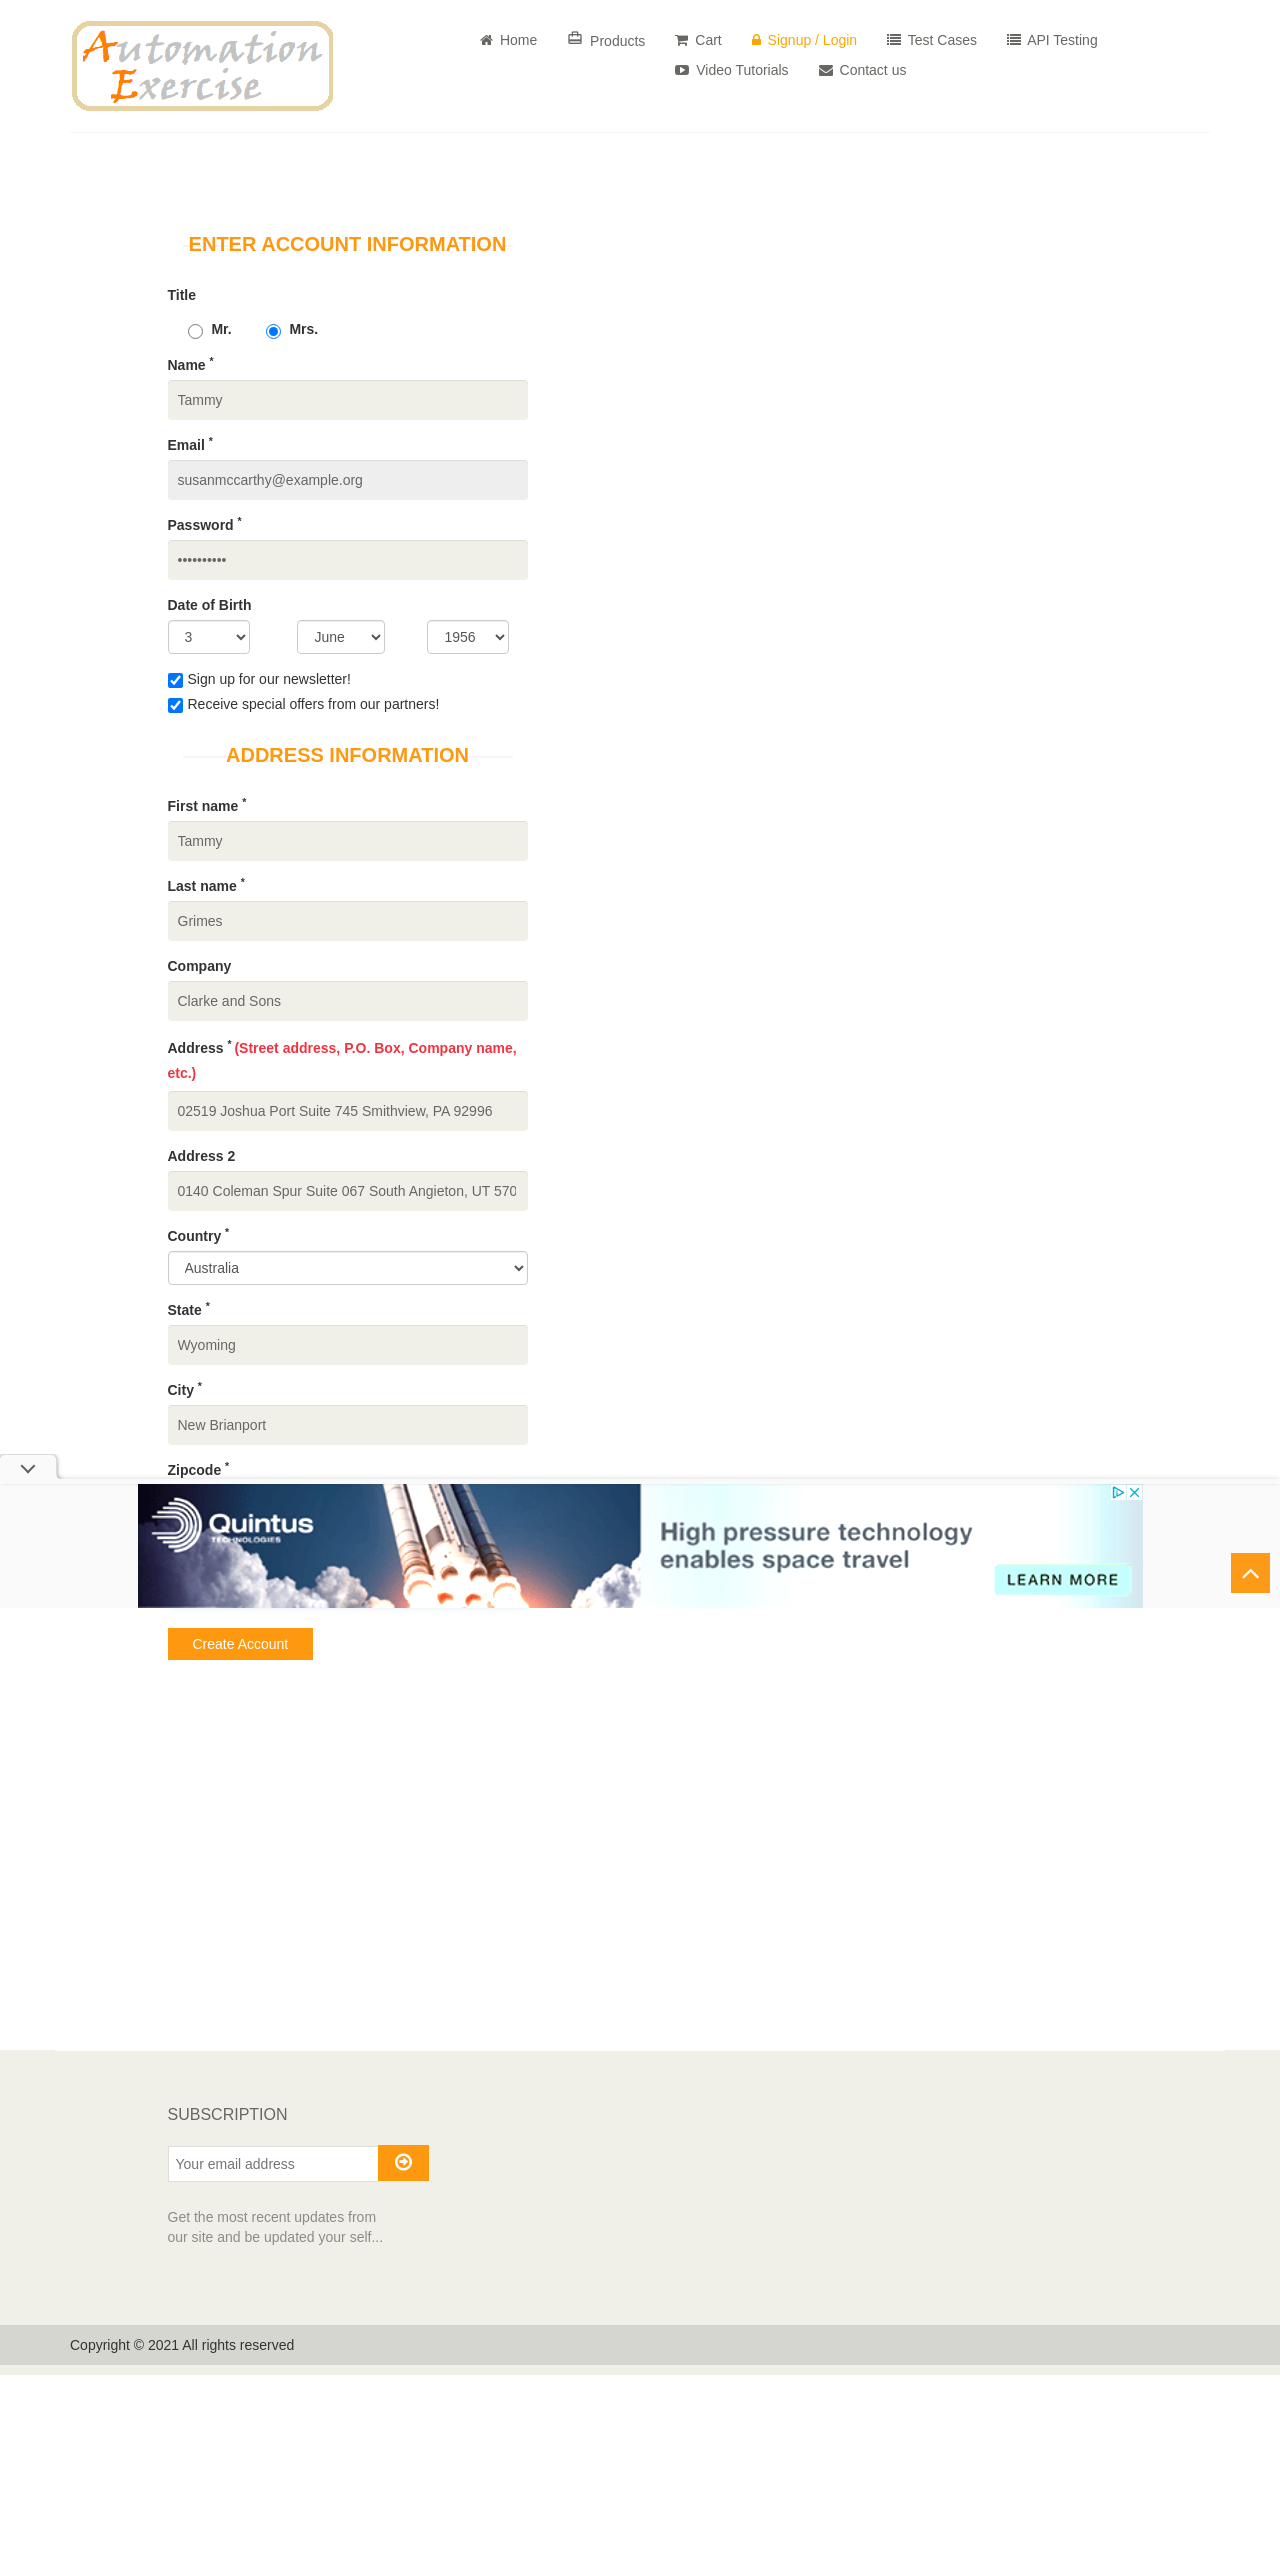 Automation
Exercise
Home
Products
Cart
Signup / Login
Test Cases
API Testing
Video Tutorials
Contact us
ENTER ACCOUNT INFORMATION
Title
Mr.
Mrs.
Name *
Tammy
Email *
susanmccarthy@example.org
Password *
••••••••••
Date of Birth
3
June
1956
Sign up for our newsletter!
Receive special offers from our partners!
ADDRESS INFORMATION
First name *
Tammy
Last name *
Grimes
Company
Clarke and Sons
Address * (Street address, P.O. Box, Company name,
etc.)
02519 Joshua Port Suite 745 Smithview, PA 92996
Address 2
0140 Coleman Spur Suite 067 South Angieton, UT 570
Country *
Australia
State *
Wyoming
City *
New Brianport
Zipcode *
Quintus
TECHNOLOGIES
High pressure technology
enables space travel
LEARN MORE
Create Account
SUBSCRIPTION
Your email address
Get the most recent updates from
our site and be updated your self...
Copyright © 2021 All rights reserved